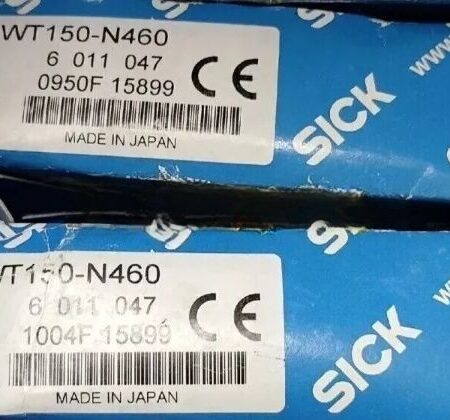 WT150-N460
6 011 047
0950F 15899
CE
MADE IN JAPAN
SICK
www.
WT150-N460
6 011 047
1004F 15899
CE
MADE IN JAPAN
SICK